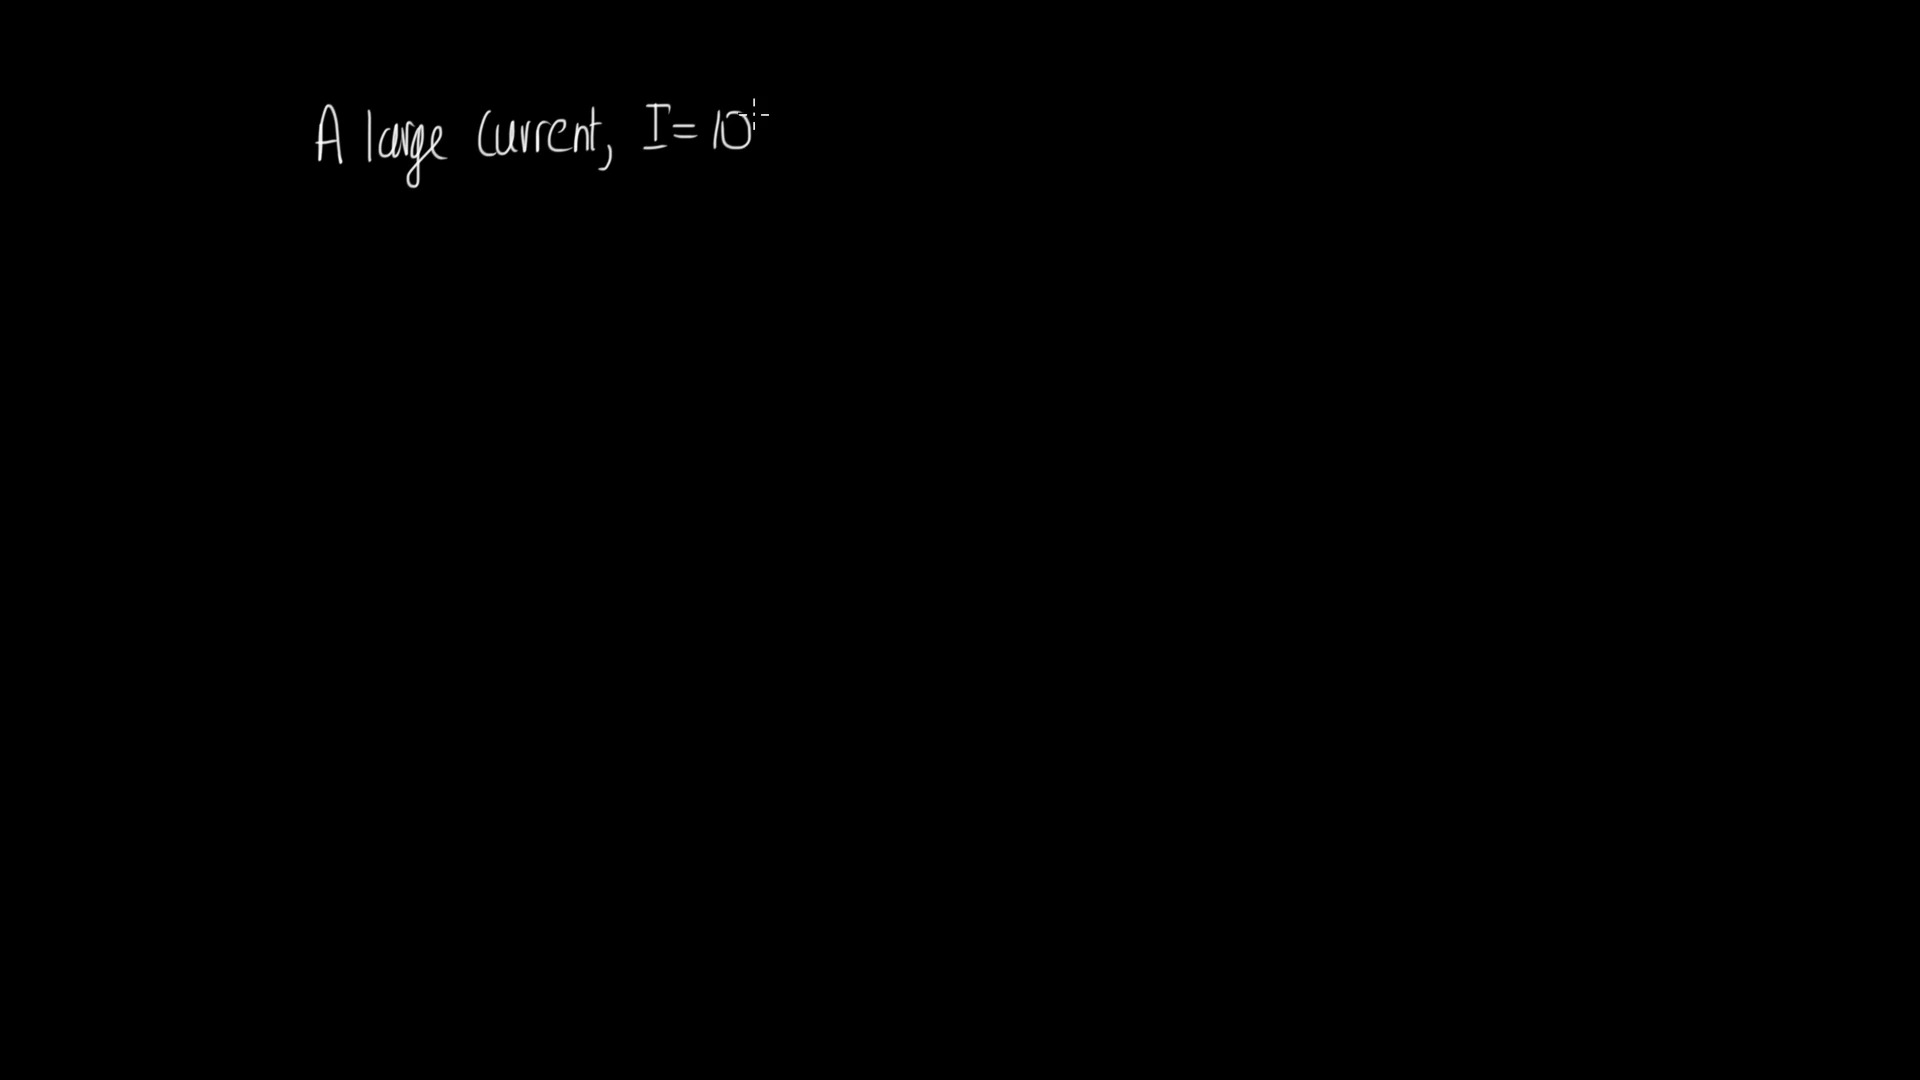 A large current, I = 10